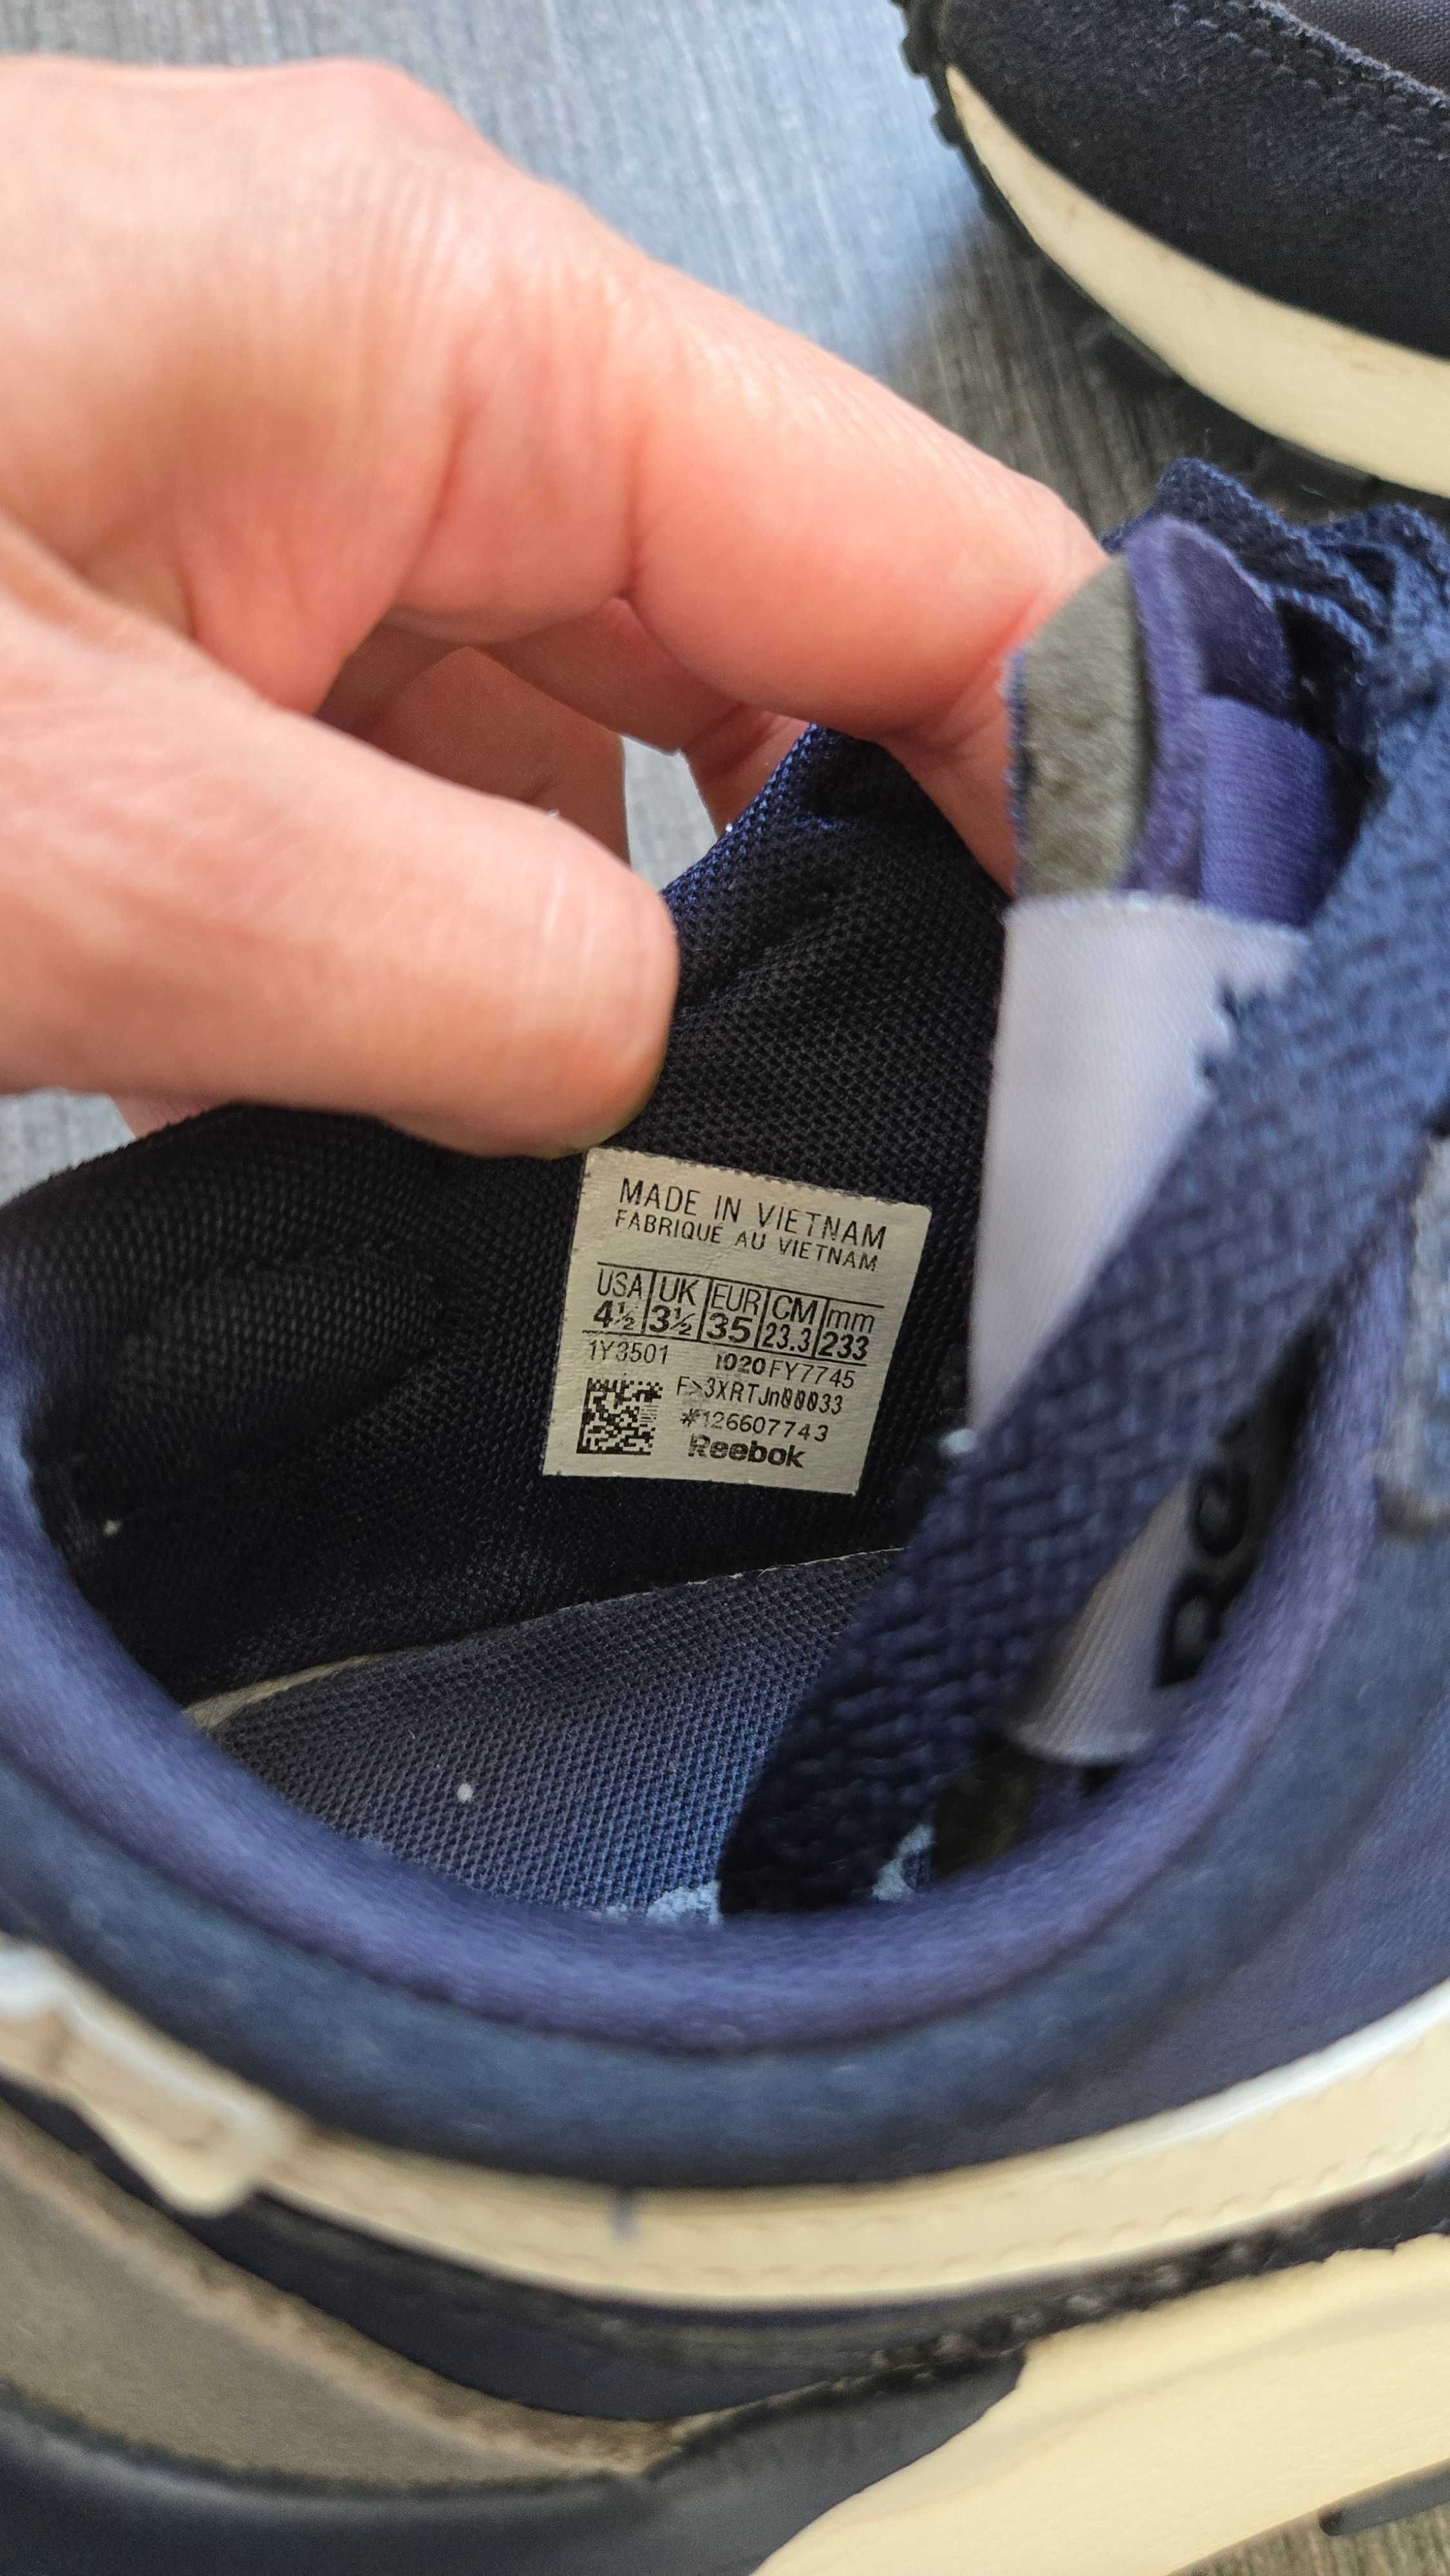 MADE IN VIETNAM
FABRIQUÉ AU VIETNAM
USA UK EUR CM mm
4½ 3½ 35 23.3 233
1Y3501 1020 FY7745
#126607743
Reebok